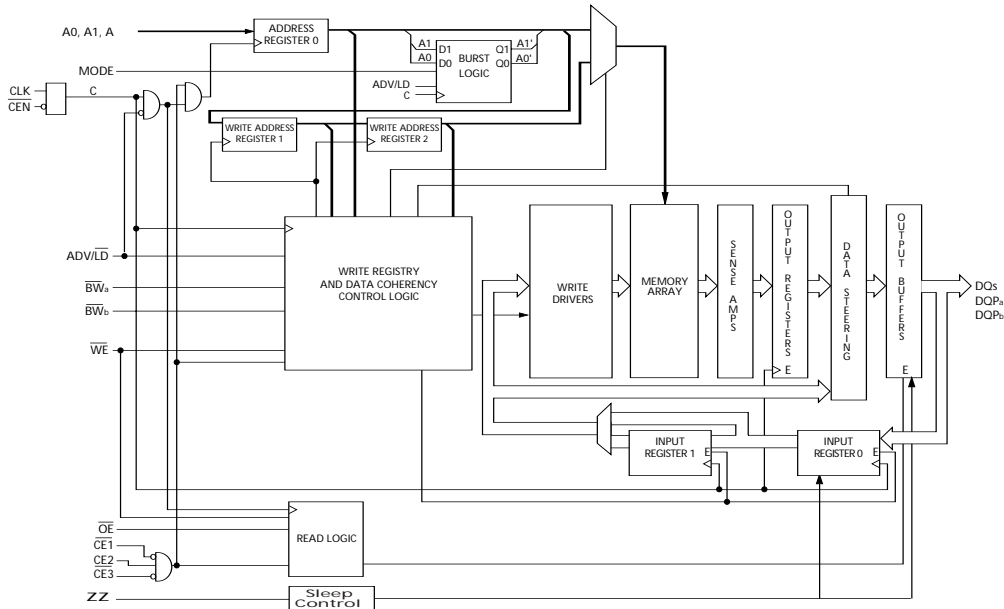 A0, A1, A
ADDRESS
REGISTER 0
A1
A0
D1
D0
BURST
LOGIC
Q1
Q0
A1'
A0'
MODE
ADV/LD
C
CLK
CEN
C
WRITE ADDRESS
REGISTER 1
WRITE ADDRESS
REGISTER 2
ADV/LD
BWa
BWb
WE
WRITE REGISTRY
AND DATA COHERENCY
CONTROL LOGIC
WRITE
DRIVERS
MEMORY
ARRAY
SENSE AMPS
OUTPUT REGISTERS
E
DATA STEERING
OUTPUT BUFFERS
E
DQs
DQPa
DQPb
INPUT
REGISTER 1
E
INPUT
REGISTER 0
E
OE
CE1
CE2
CE3
READ LOGIC
ZZ
Sleep
Control